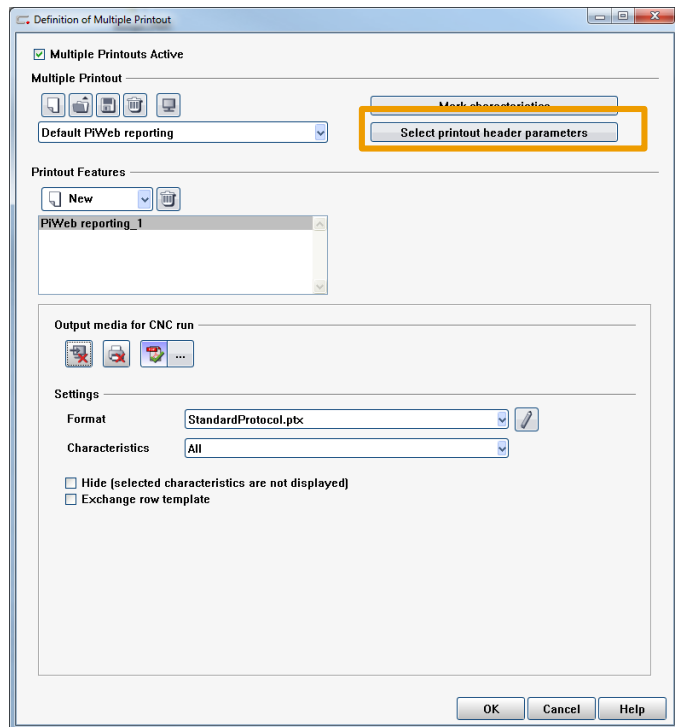 Definition of Multiple Printout
Multiple Printouts Active
Multiple Printout
Mark characteristics
Default PiWeb reporting
Select printout header parameters
Printout Features
New
PiWeb reporting_1
Output media for CNC run
...
Settings
Format StandardProtocol.ptx
Characteristics All
Hide (selected characteristics are not displayed)
Exchange row template
OK Cancel Help